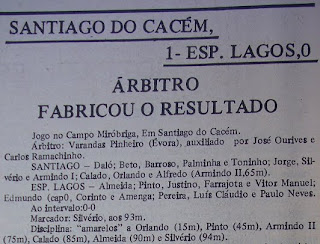 SANTIAGO DO CACÉM,
1- ESP. LAGOS,0
ÁRBITRO
FABRICOU O RESULTADO
Jogo no Campo Miróbriga, Em Santiago do Cacém.
Árbitro: Varandas Pinheiro (Évora), auxiliado por José Ourives e
Carlos Ramachinho.
SANTIAGO – Daló; Beto, Barroso, Palminha e Toninho; Jorge, Sil-
vério e Armindo I; Calado, Orlando e Alfredo (Armindo II,65m).
ESP. LAGOS – Almeida; Pinto, Justino, Farrajota e Vitor Manuel;
Edmundo (cap0, Corinto e Amenga; Pereira, Luís Cláudio e Paulo Neves.
Ao intervalo:0-0
Marcador: Silvério, aos 93m.
Disciplina: "amarelos" a Orlando (15m), Pinto (45m), Armindo II
(75m), Calado (85m), Almeida (90m) e Silvério (94m).